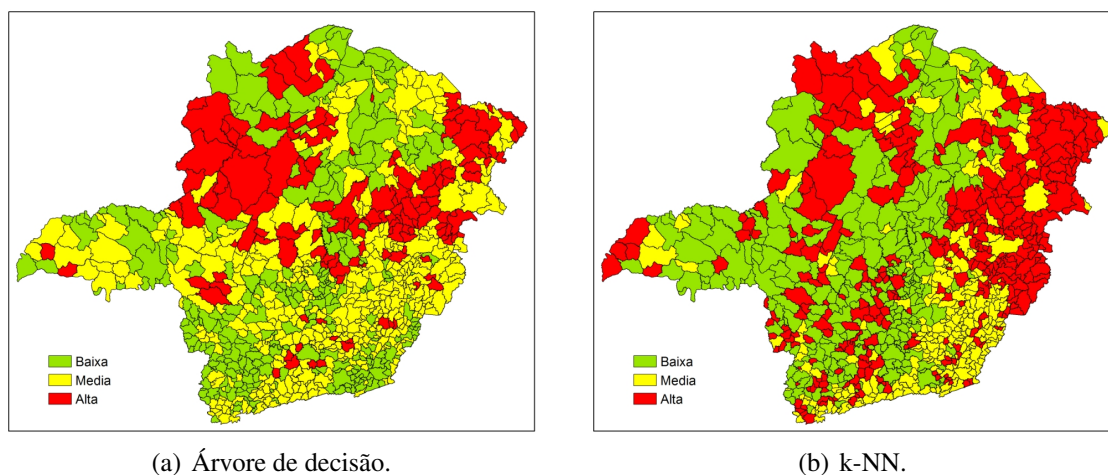 Baixa
Media
Alta
Baixa
Media
Alta
(a) Árvore de decisão.
(b) k-NN.